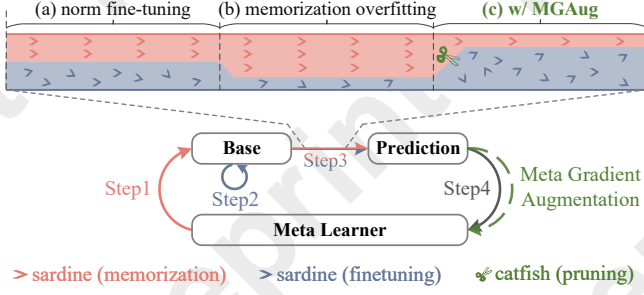 (a) norm fine-tuning (b) memorization overfitting (c) w/ MGAug
Base Prediction
Step3
Step1 Step2 Step4 Meta Gradient
Augmentation
Meta Learner
sardine (memorization) sardine (finetuning) catfish (pruning)